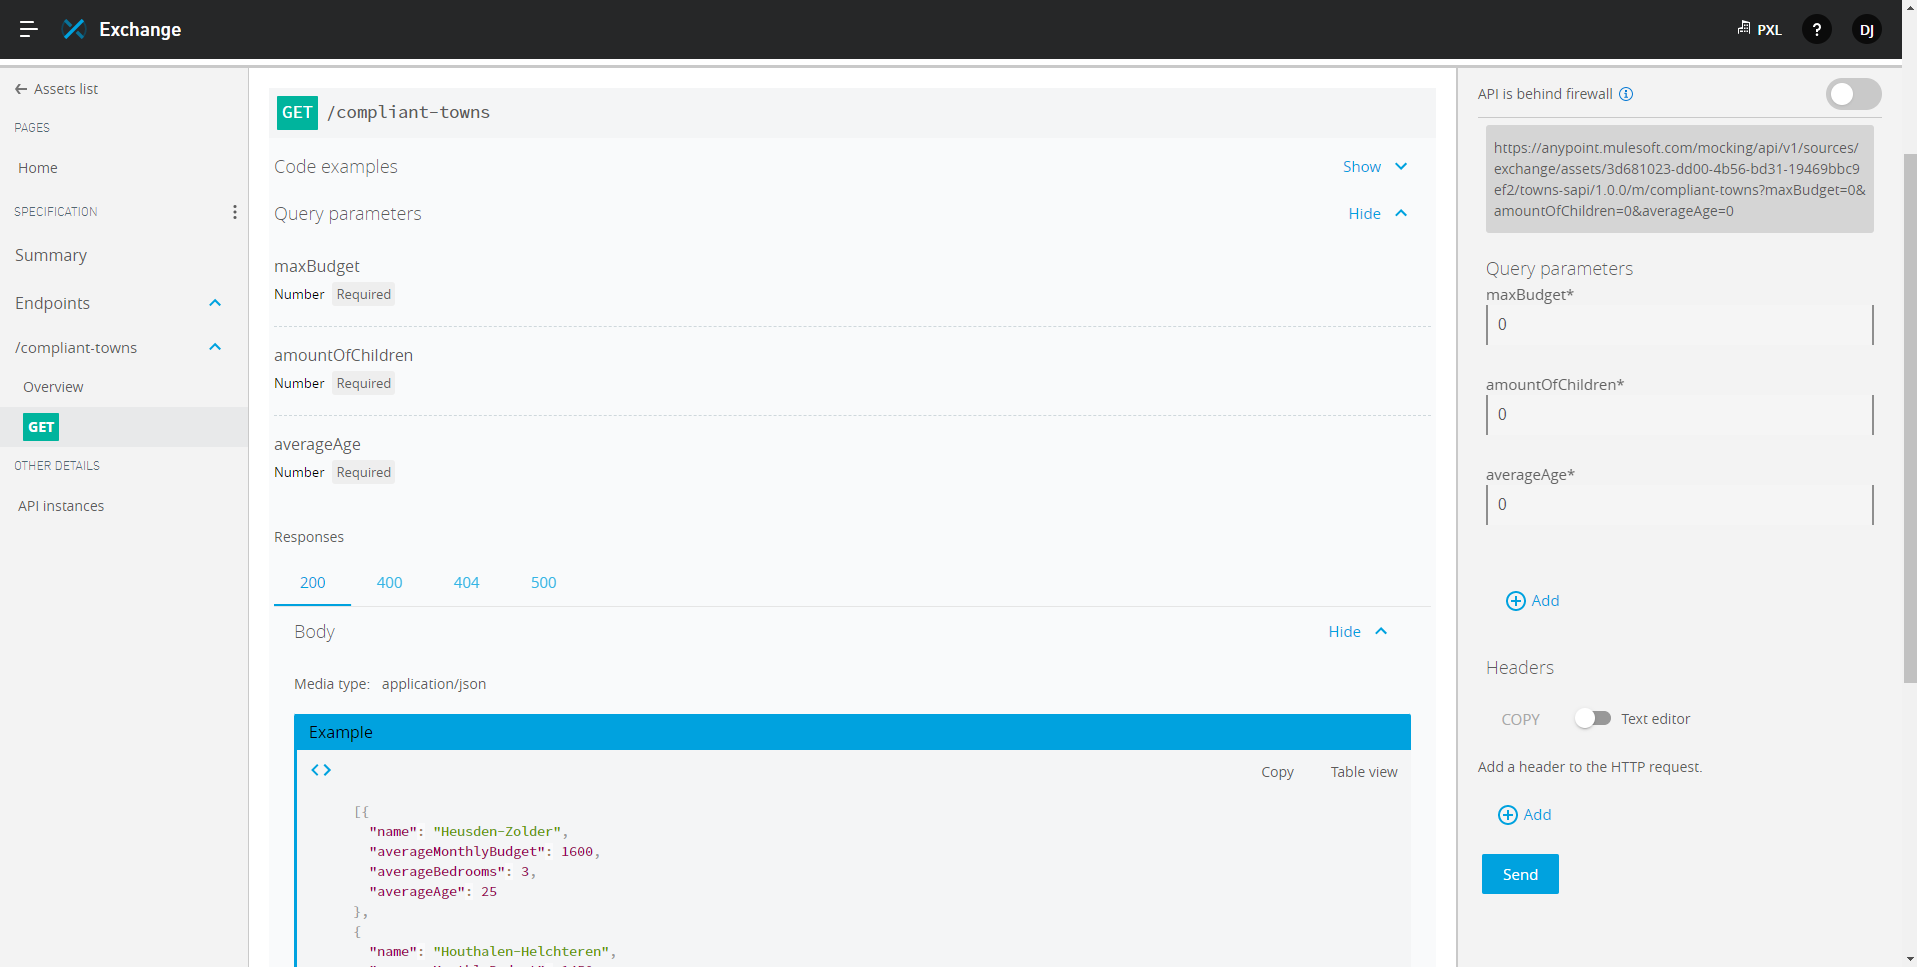 Exchange
PXL
?
DJ
Assets list
PAGES
Home
SPECIFICATION
Summary
Endpoints
/compliant-towns
Overview
GET
OTHER DETAILS
API instances
GET /compliant-towns
Code examples
Show
Query parameters
Hide
maxBudget
Number Required
amountOfChildren
Number Required
averageAge
Number Required
Responses
200 400 404 500
Body
Hide
Media type: application/json
Example
<>
Copy Table view
[{
"name": "Heusden-Zolder",
"averageMonthlyBudget": 1600,
"averageBedrooms": 3,
"averageAge": 25
},
{
"name": "Houthalen-Helchteren",
API is behind firewall
https://anypoint.mulesoft.com/mocking/api/v1/sources/
exchange/assets/3d681023-dd00-4b56-bd31-19469bbc9
ef2/towns-sapi/1.0.0/m/compliant-towns?maxBudget=0&
amountOfChildren=0&averageAge=0
Query parameters
maxBudget*
0
amountOfChildren*
0
averageAge*
0
Add
Headers
COPY Text editor
Add a header to the HTTP request.
Add
Send